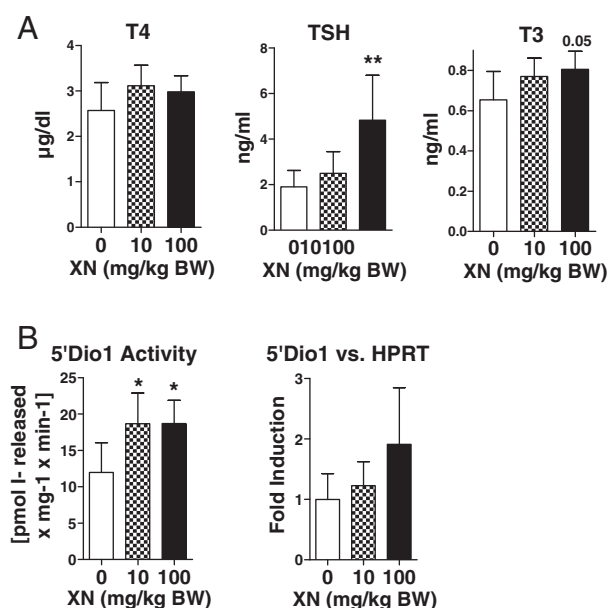 A
T4
µg/dl
4
3
2
1
0
0 10 100
XN (mg/kg BW)
TSH
**
ng/ml
8
6
4
2
0
010100
XN (mg/kg BW)
T3
0.05
ng/ml
0.8
0.6
0.4
0.2
0.0
0 10 100
XN (mg/kg BW)
B
5'Dio1 Activity
* *
[pmol I- released
x mg-1 x min-1]
25
20
15
10
5
0
0 10 100
XN (mg/kg BW)
5'Dio1 vs. HPRT
Fold Induction
3
2
1
0
0 10 100
XN (mg/kg BW)